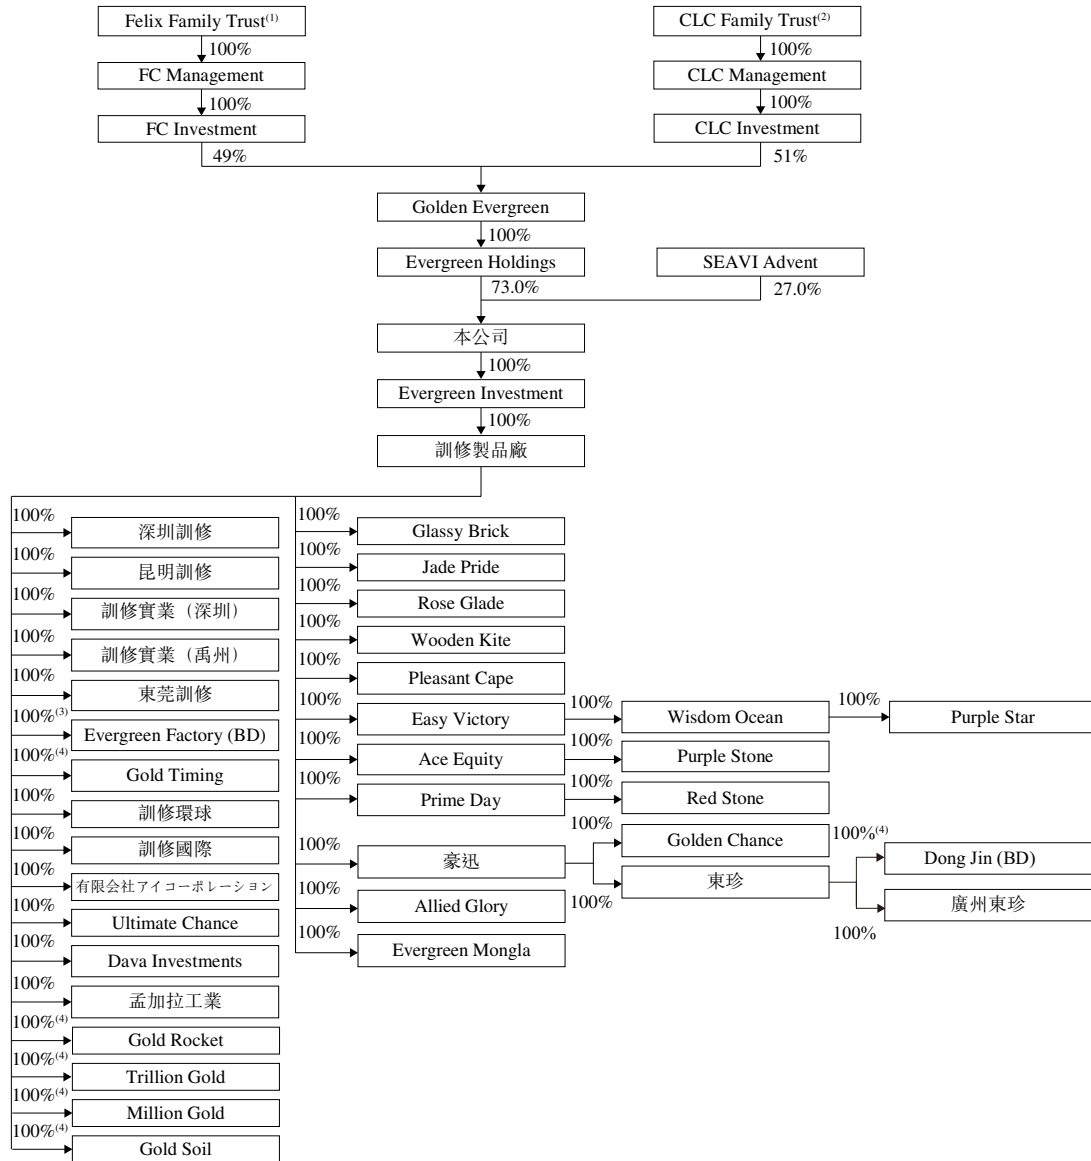 Felix Family Trust(1)
CLC Family Trust(2)
100%
100%
FC Management
CLC Management
100%
100%
FC Investment
CLC Investment
49%
51%
Golden Evergreen
100%
Evergreen Holdings
SEAVI Advent
73.0%
27.0%
本公司
100%
Evergreen Investment
100%
訓修製品廠
100%
深圳訓修
100%
昆明訓修
100%
訓修實業（深圳）
100%
訓修實業（禹州）
100%
東莞訓修
100%(3)
Evergreen Factory (BD)
100%(4)
Gold Timing
100%
訓修環球
100%
訓修國際
100%
有限会社アイコーポレーション
100%
Ultimate Chance
100%
Dava Investments
100%
孟加拉工業
100%(4)
Gold Rocket
100%(4)
Trillion Gold
100%(4)
Million Gold
100%(4)
Gold Soil
100%
Glassy Brick
100%
Jade Pride
100%
Rose Glade
100%
Wooden Kite
100%
Pleasant Cape
100%
Easy Victory
100%
Wisdom Ocean
100%
Purple Star
100%
Ace Equity
100%
Purple Stone
100%
Prime Day
100%
Red Stone
100%
豪迅
100%
Golden Chance
100%
東珍
100%(4)
Dong Jin (BD)
100%
廣州東珍
100%
Allied Glory
100%
Evergreen Mongla